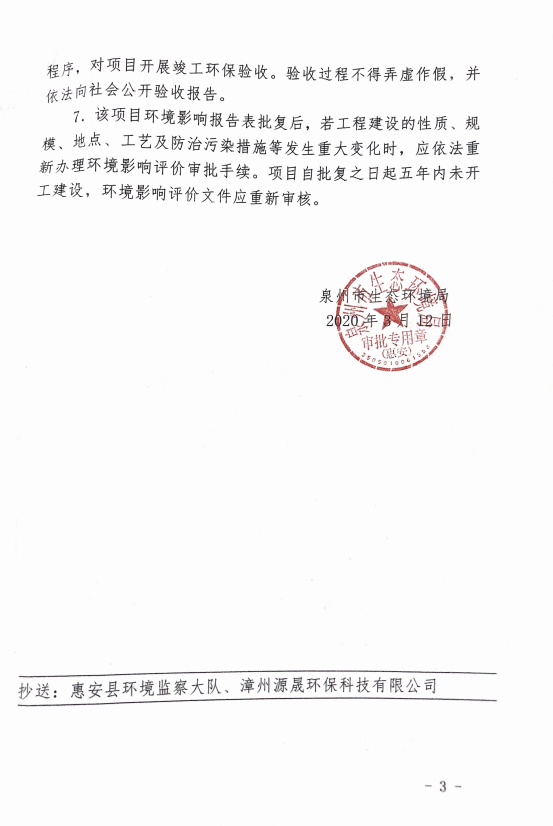 程序，对项目开展竣工环保验收。验收过程不得弄虚作假，并
依法向社会公开验收报告。
7. 该项目环境影响报告表批复后，若工程建设的性质、规
模、地点、工艺及防治污染措施等发生重大变化时，应依法重
新办理环境影响评价审批手续。项目自批复之日起五年内未开
工建设，环境影响评价文件应重新审核。
泉州市生态环境局
2020年3月12日
泉州市生态环境局
审批专用章
(惠安)
抄送：惠安县环境监察大队、漳州源晟环保科技有限公司
- 3 -